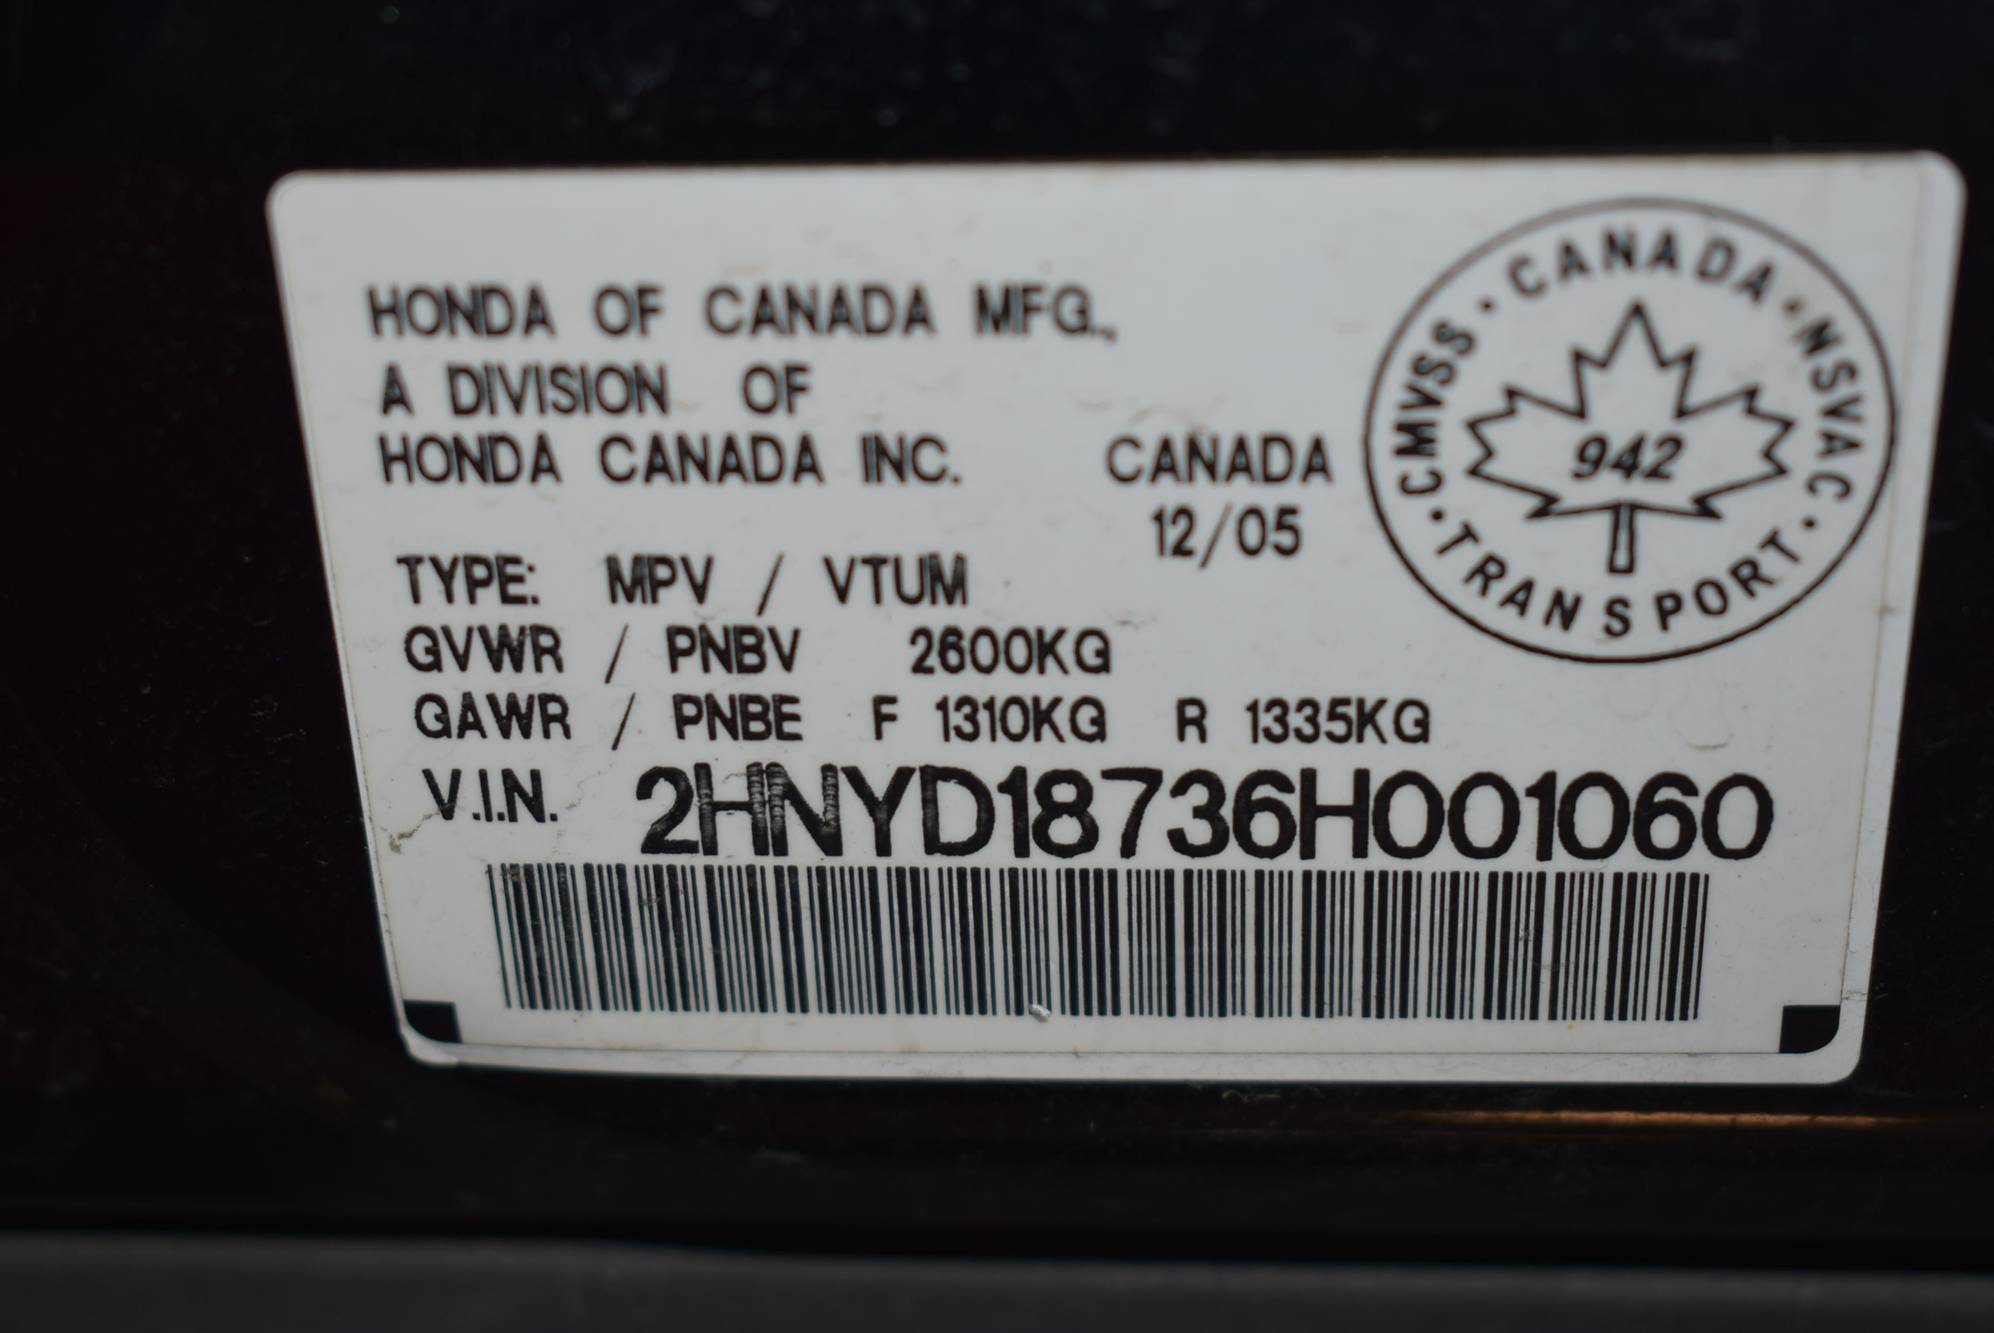 HONDA OF CANADA MFG.,
A DIVISION OF
HONDA CANADA INC. CANADA
12/05
TYPE: MPV / VTUM
GVWR / PNBV 2600KG
GAWR / PNBE F 1310KG R 1335KG
V.I.N. 2HNYD18736H001060
CMVSS · CANADA · NSVAC · TRANSPORT ·
942